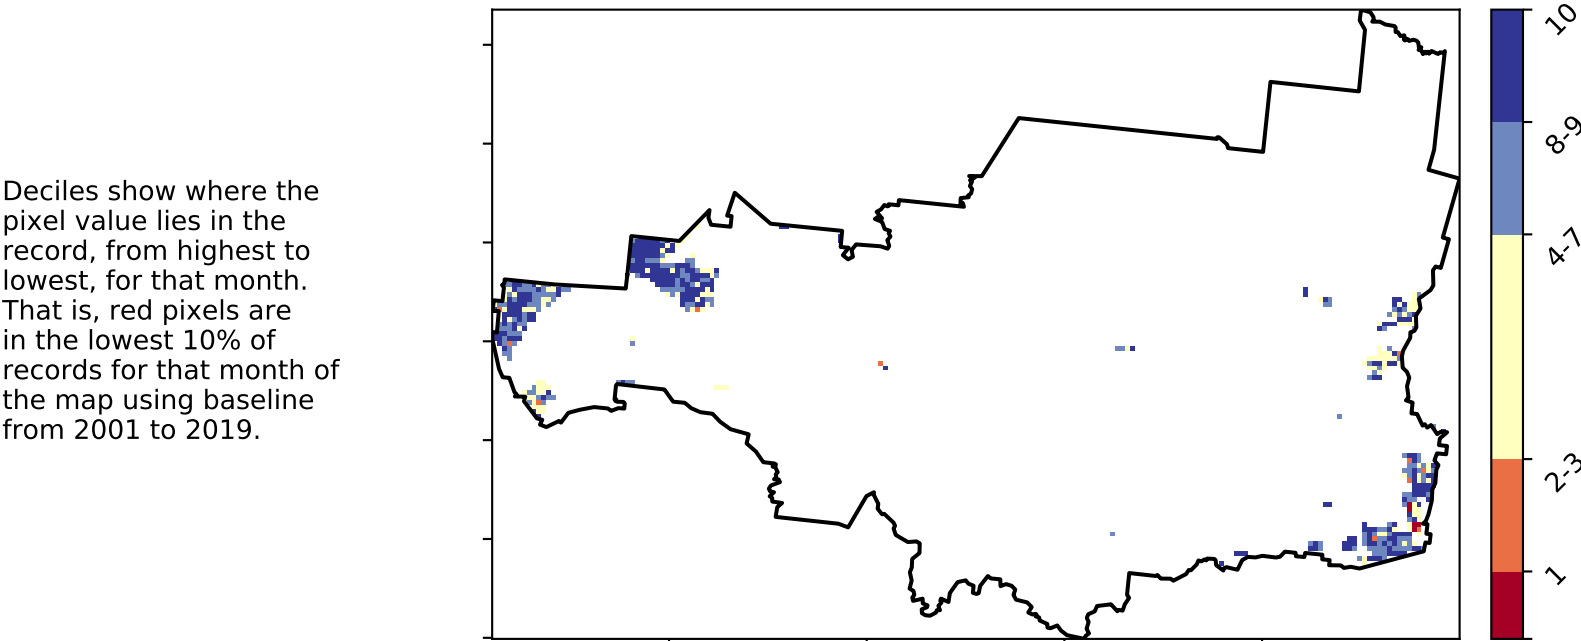 Deciles show where the
pixel value lies in the
record, from highest to
lowest, for that month.
That is, red pixels are
in the lowest 10% of
records for that month of
the map using baseline
from 2001 to 2019.
10
8-9
4-7
2-3
1